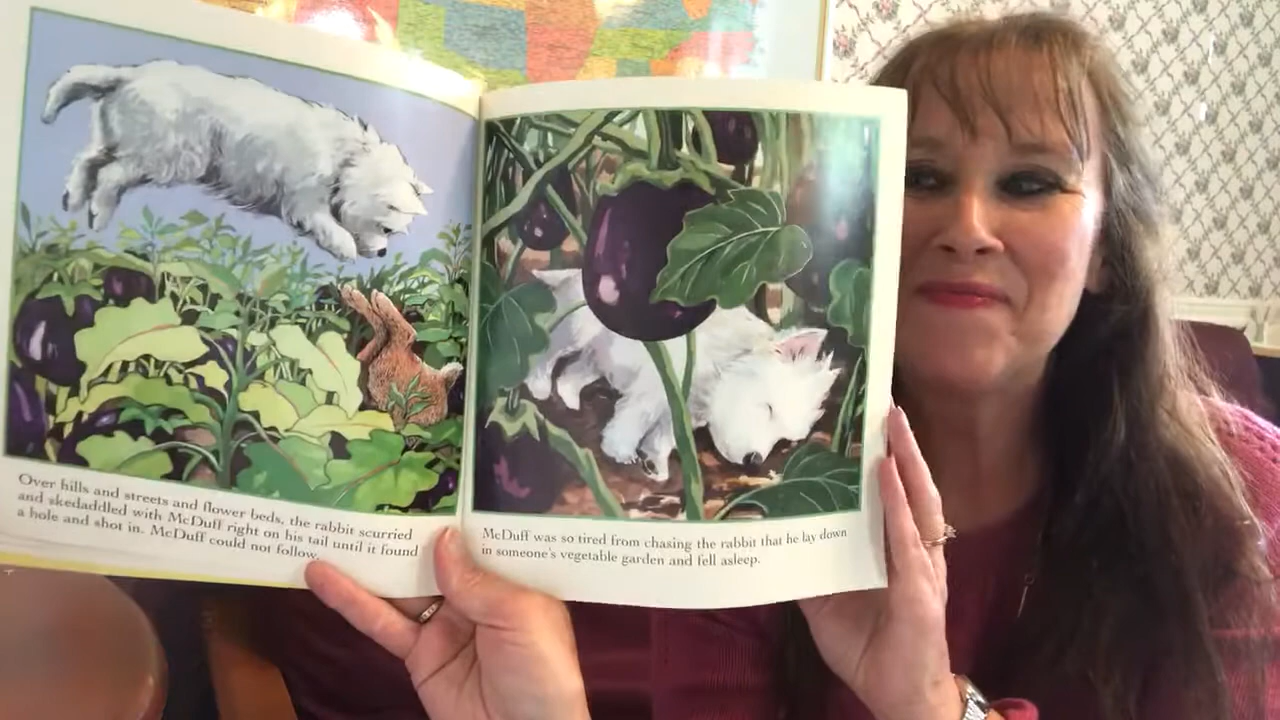 Over hills and streets and flower beds, the rabbit scurried
and skedaddled with McDuff right on his tail until it found
a hole and shot in. McDuff could not follow.
McDuff was so tired from chasing the rabbit that he lay down
in someone's vegetable garden and fell asleep.